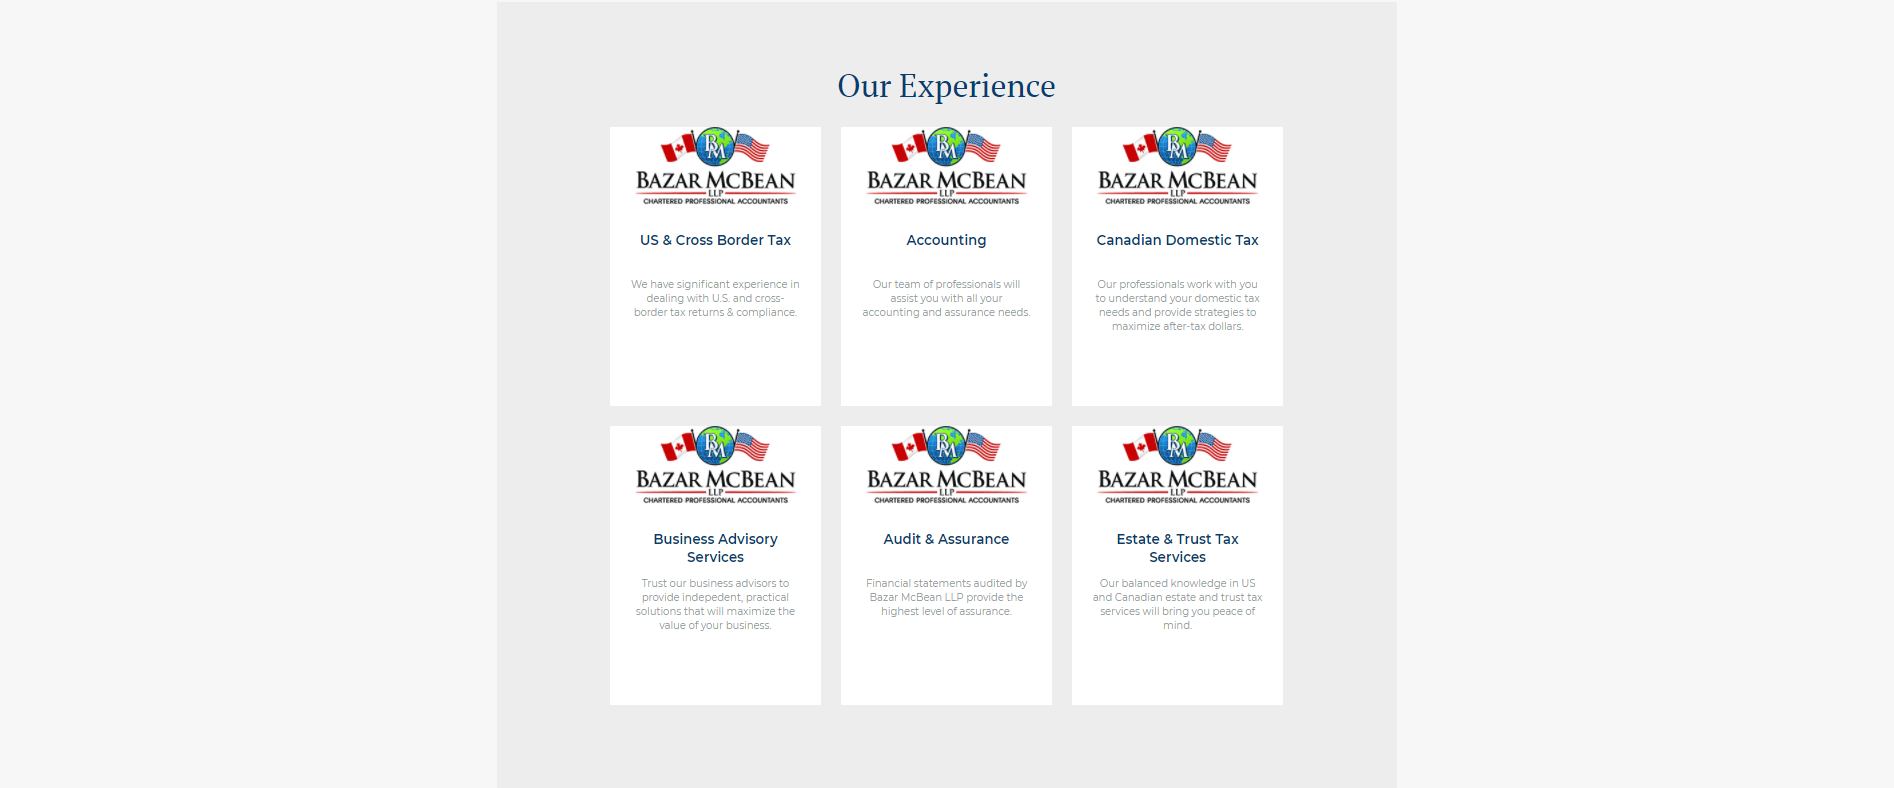 Our Experience
BM
BAZAR MCBEAN
LLP
CHARTERED PROFESSIONAL ACCOUNTANTS
US & Cross Border Tax
We have significant experience in
dealing with U.S. and cross-
border tax returns & compliance.
BM
BAZAR MCBEAN
LLP
CHARTERED PROFESSIONAL ACCOUNTANTS
Accounting
Our team of professionals will
assist you with all your
accounting and assurance needs.
BM
BAZAR MCBEAN
LLP
CHARTERED PROFESSIONAL ACCOUNTANTS
Canadian Domestic Tax
Our professionals work with you
to understand your domestic tax
needs and provide strategies to
maximize after-tax dollars.
BM
BAZAR MCBEAN
LLP
CHARTERED PROFESSIONAL ACCOUNTANTS
Business Advisory
Services
Trust our business advisors to
provide indepedent, practical
solutions that will maximize the
value of your business.
BM
BAZAR MCBEAN
LLP
CHARTERED PROFESSIONAL ACCOUNTANTS
Audit & Assurance
Financial statements audited by
Bazar McBean LLP provide the
highest level of assurance.
BM
BAZAR MCBEAN
LLP
CHARTERED PROFESSIONAL ACCOUNTANTS
Estate & Trust Tax
Services
Our balanced knowledge in US
and Canadian estate and trust tax
services will bring you peace of
mind.